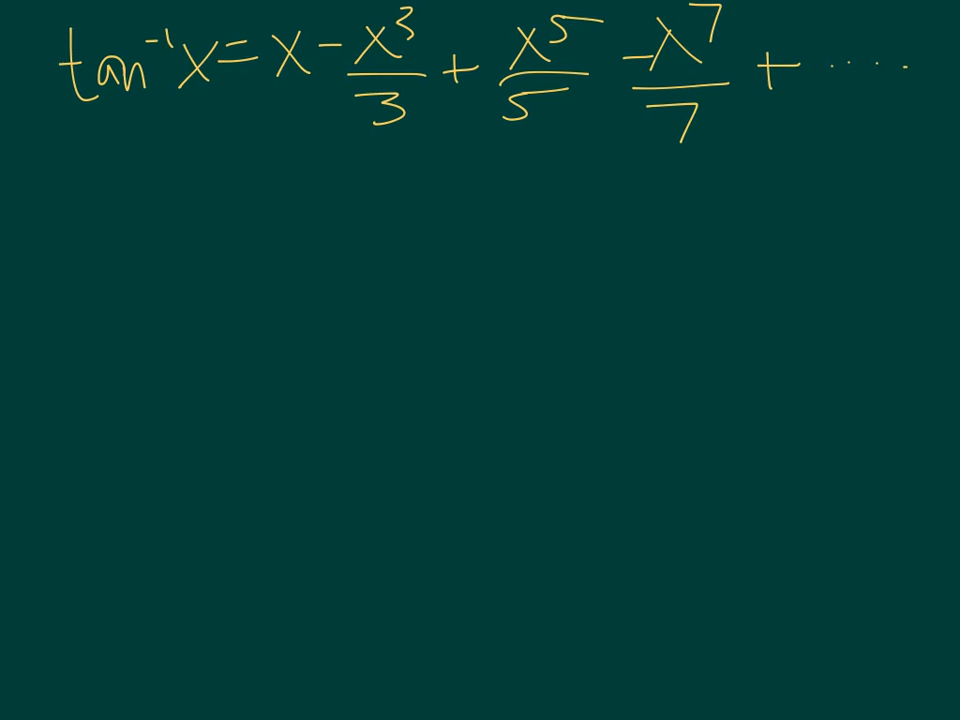 tan⁻¹x = x - x³/3 + x⁵/5 - x⁷/7 + ....